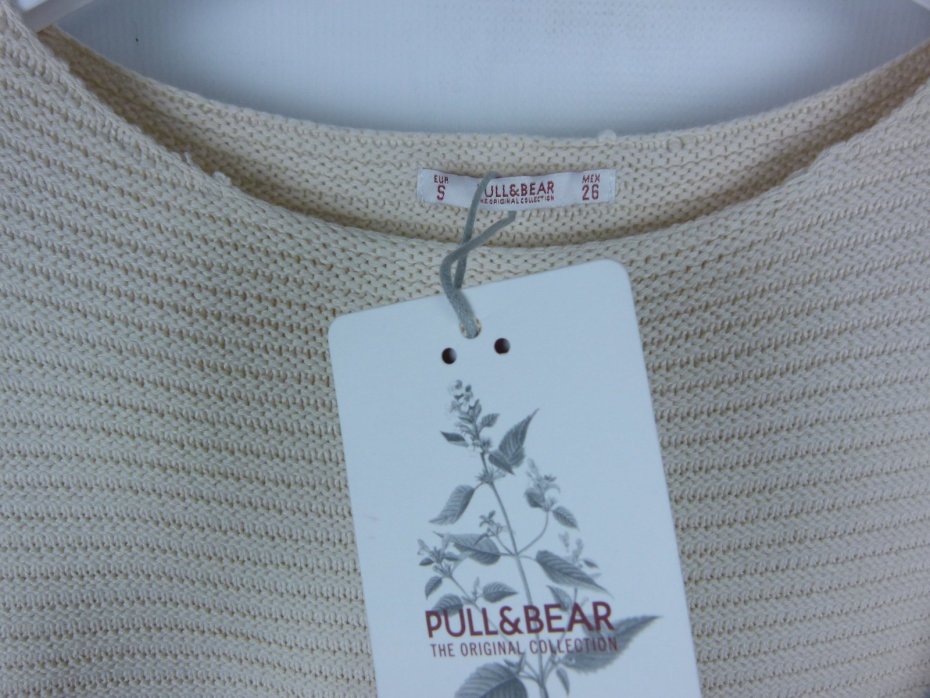 EUR
S
PULL&BEAR
THE ORIGINAL COLLECTION
MEX
26
PULL&BEAR
THE ORIGINAL COLLECTION